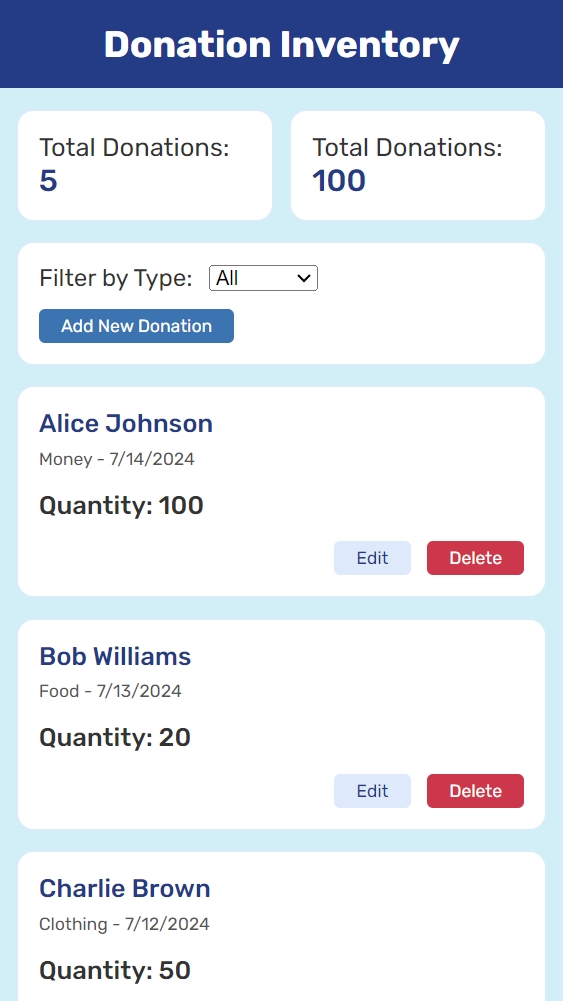 Donation Inventory
Total Donations:
5
Total Donations:
100
Filter by Type: All
Add New Donation
Alice Johnson
Money - 7/14/2024
Quantity: 100
Edit Delete
Bob Williams
Food - 7/13/2024
Quantity: 20
Edit Delete
Charlie Brown
Clothing - 7/12/2024
Quantity: 50